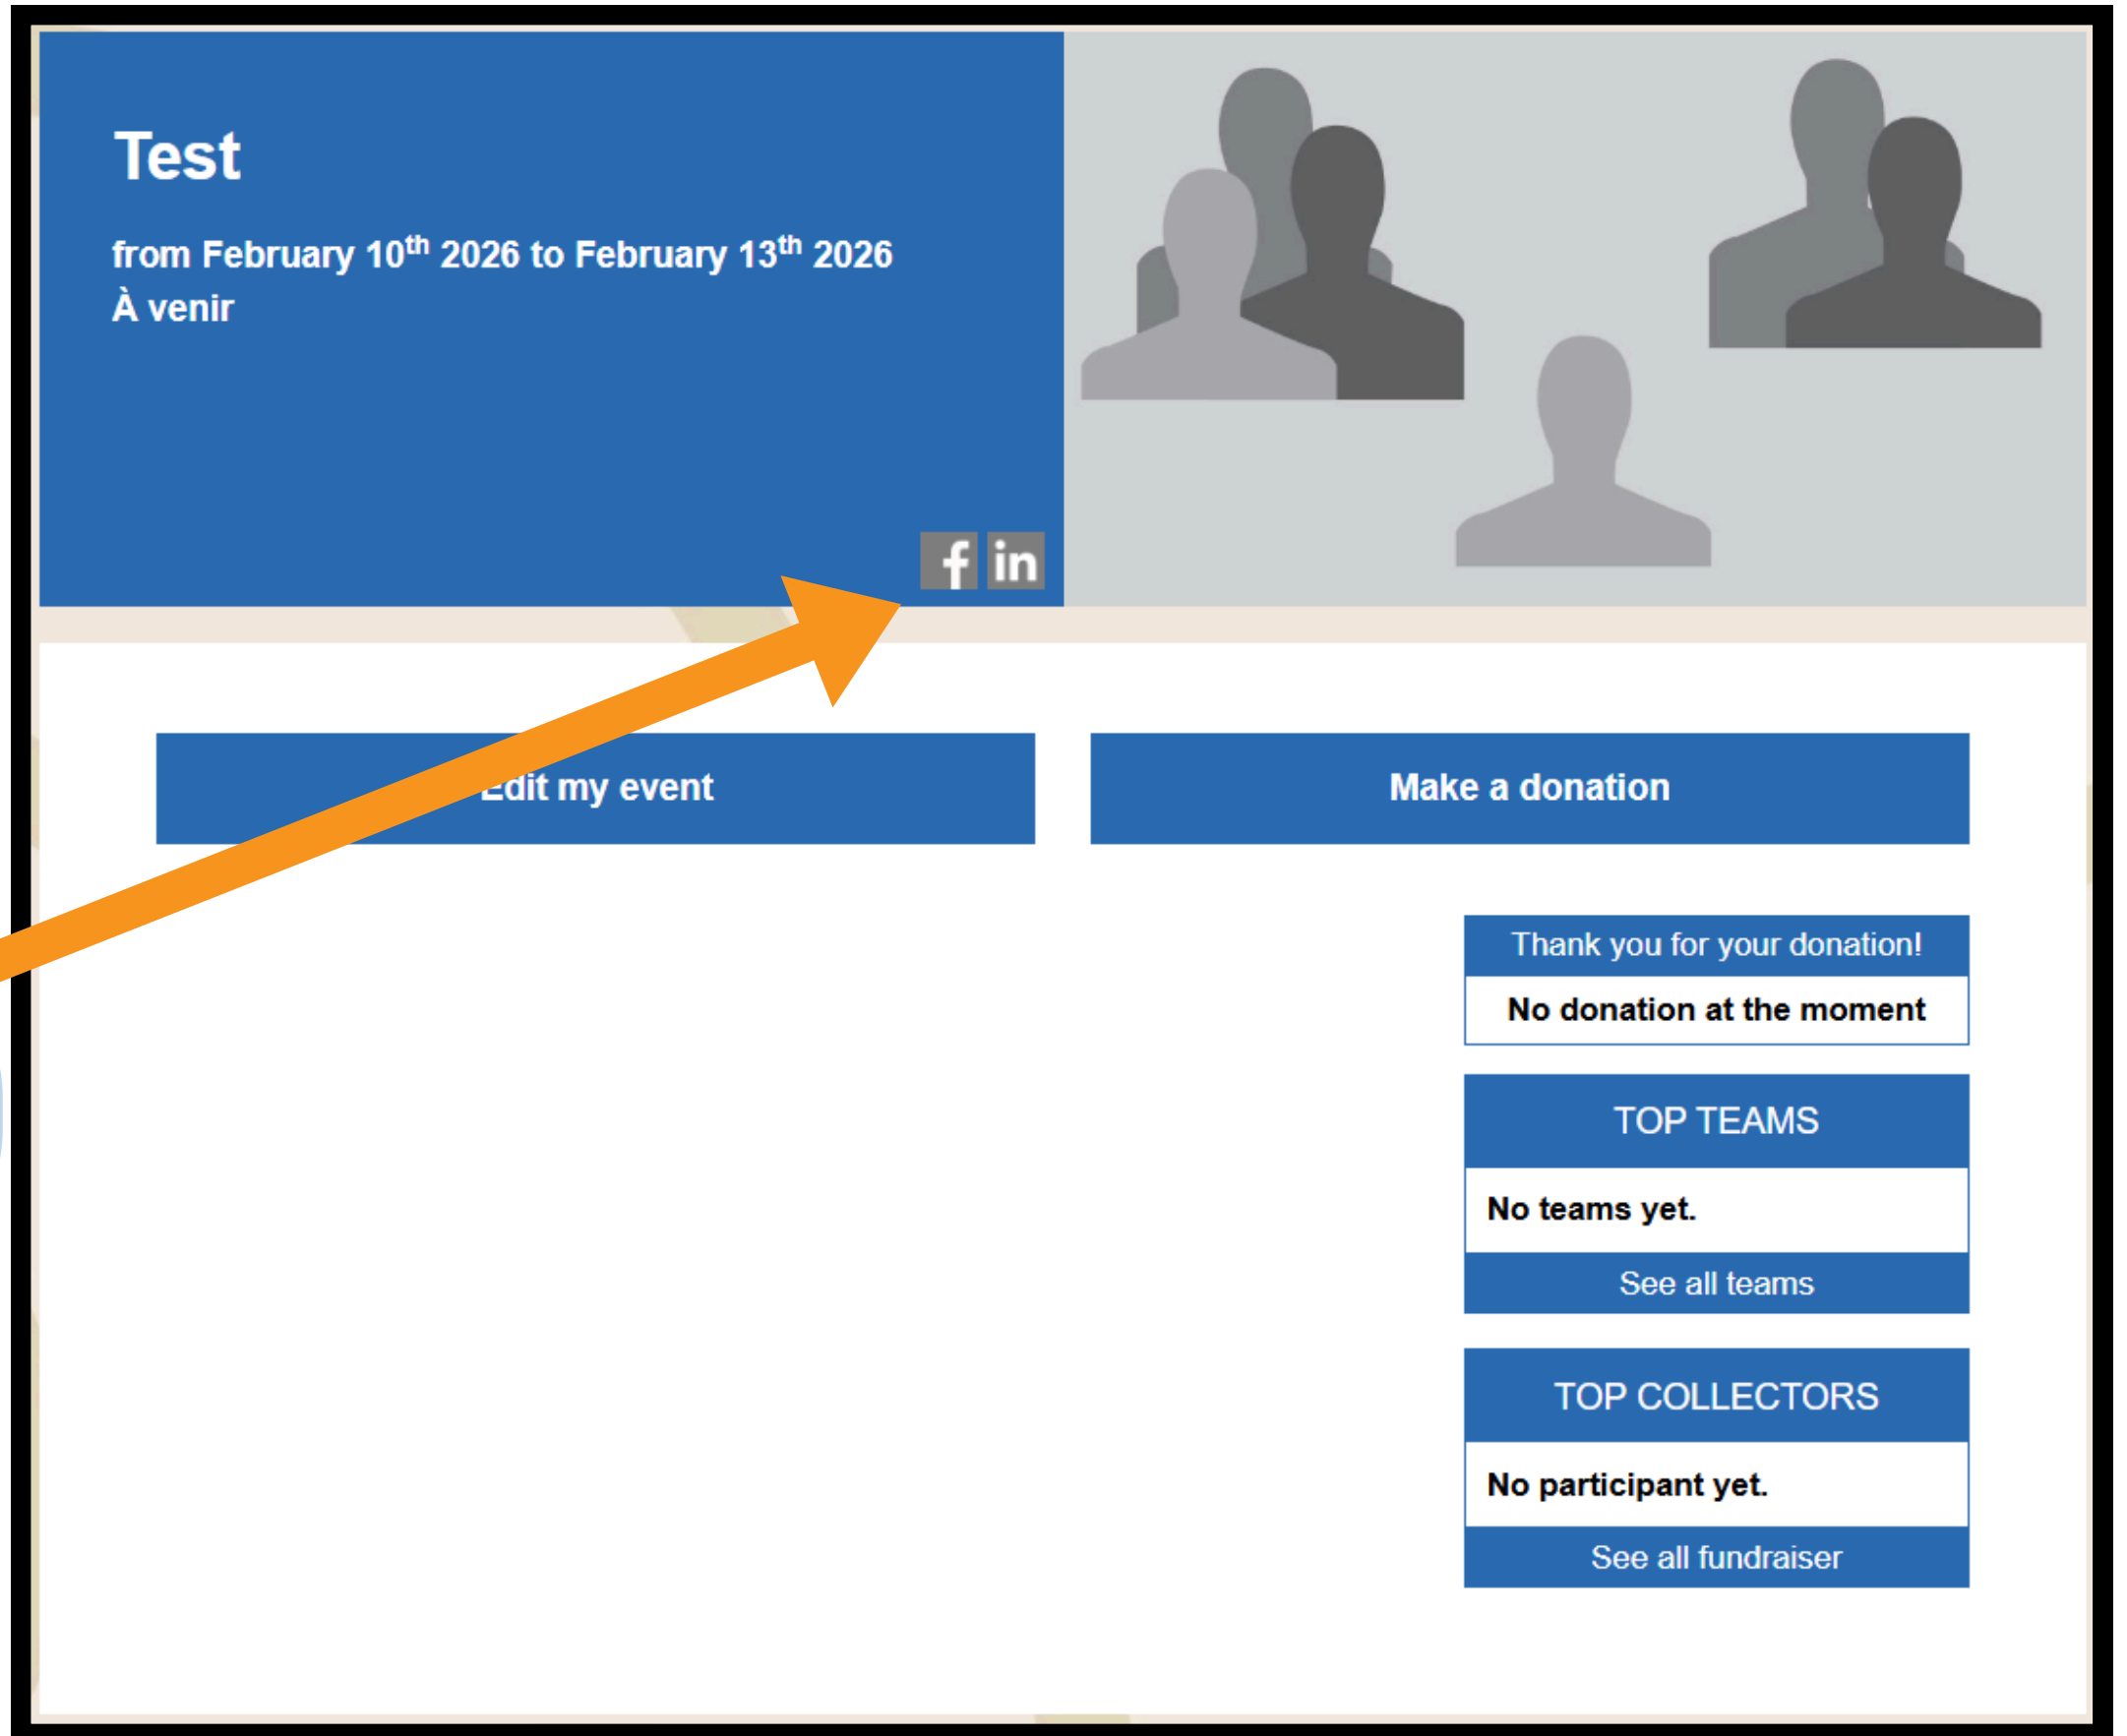 Test
from February 10th 2026 to February 13th 2026
À venir
f in
Edit my event
Make a donation
Thank you for your donation!
No donation at the moment
TOP TEAMS
No teams yet.
See all teams
TOP COLLECTORS
No participant yet.
See all fundraiser